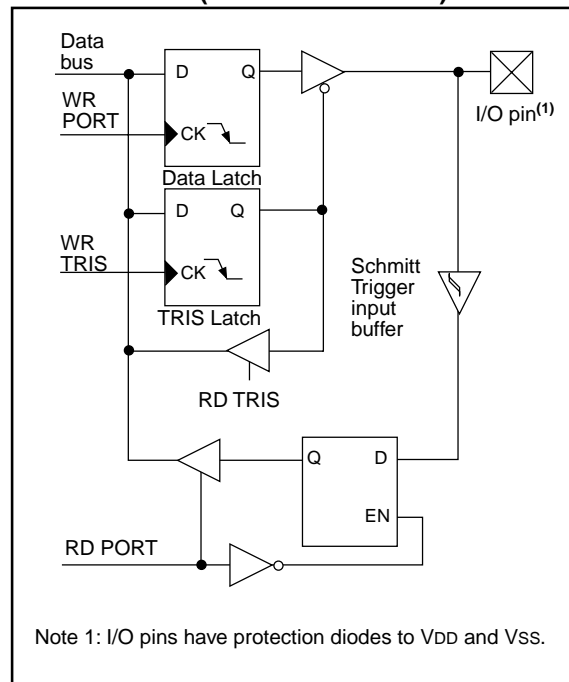 Data
bus
D Q
WR
PORT
CK
Data Latch
I/O pin(1)
D Q
WR
TRIS
CK
TRIS Latch
Schmitt
Trigger
input
buffer
RD TRIS
Q D
EN
RD PORT
Note 1: I/O pins have protection diodes to VDD and VSS.